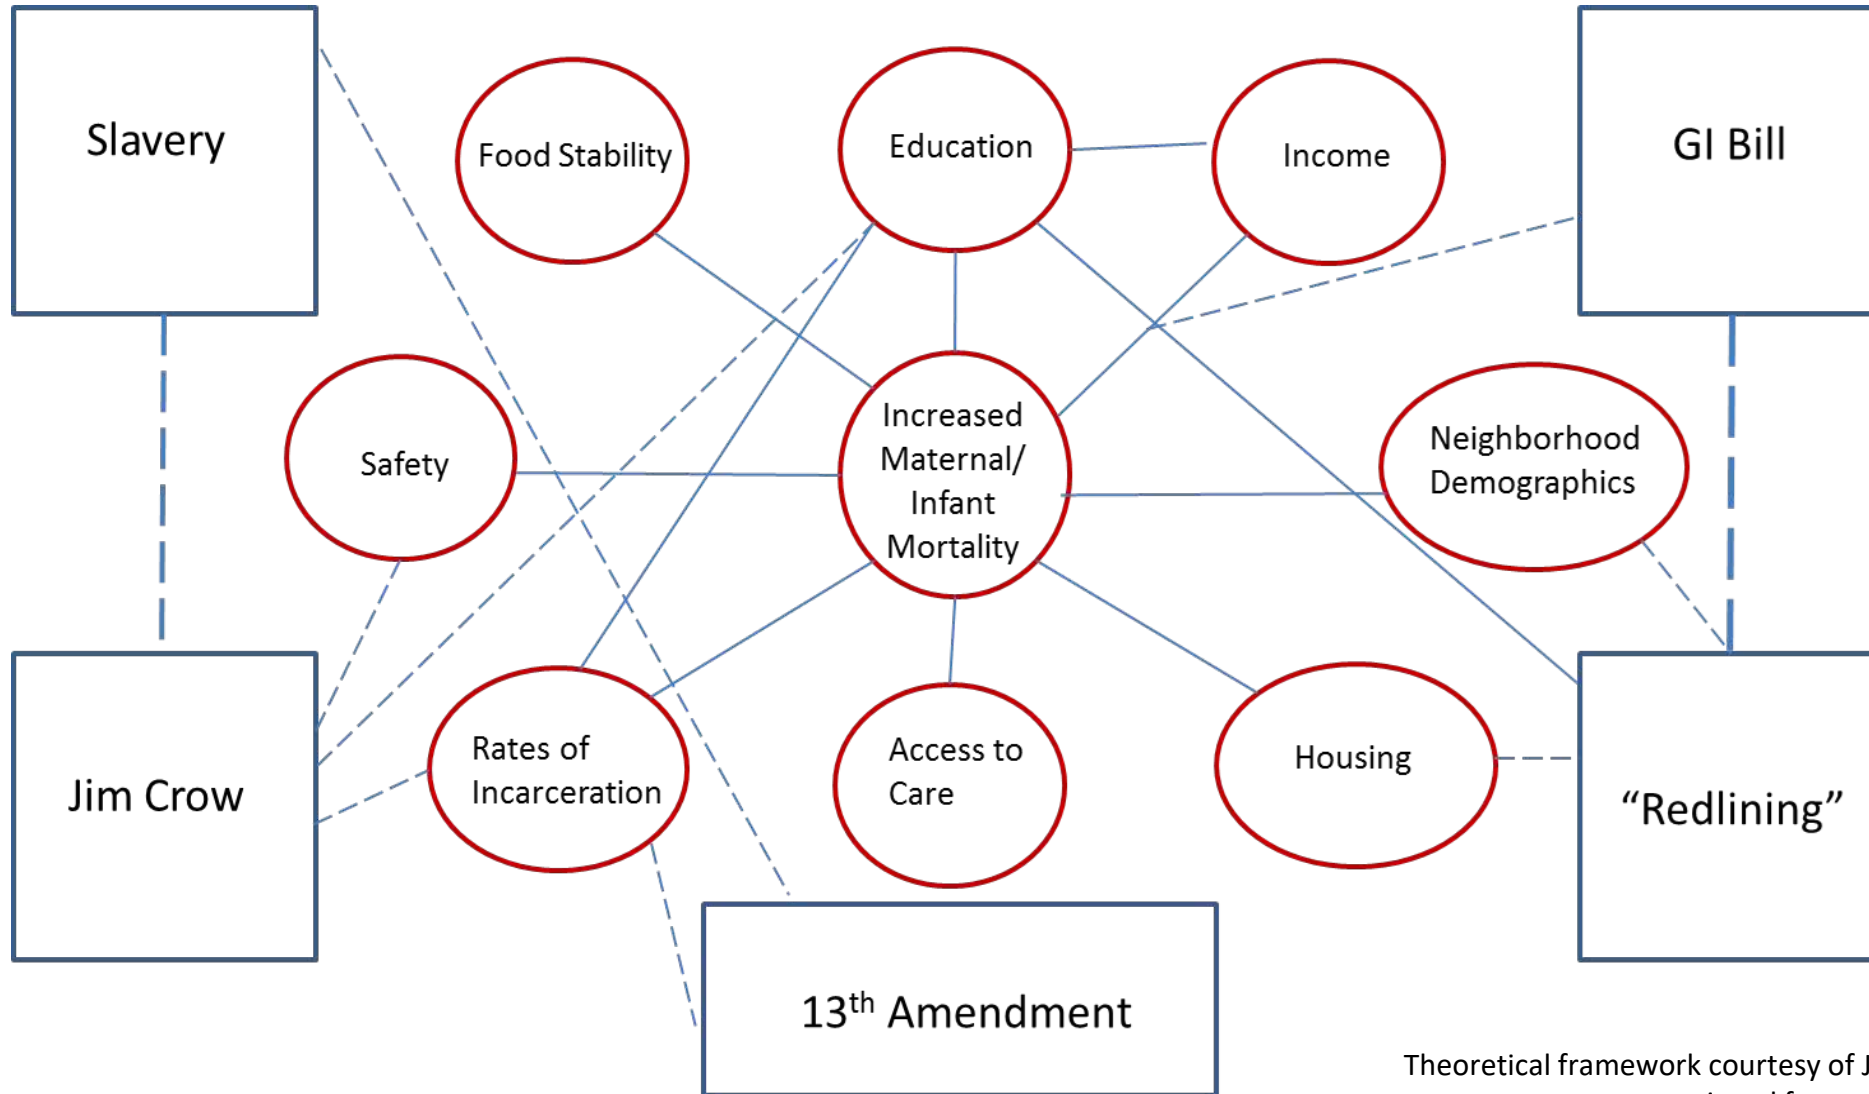 Slavery
Food Stability
Education
Income
GI Bill
Safety
Increased
Maternal/
Infant
Mortality
Neighborhood
Demographics
Jim Crow
Rates of
Incarceration
Access to
Care
Housing
“Redlining”
13th Amendment
Theoretical framework courtesy of J